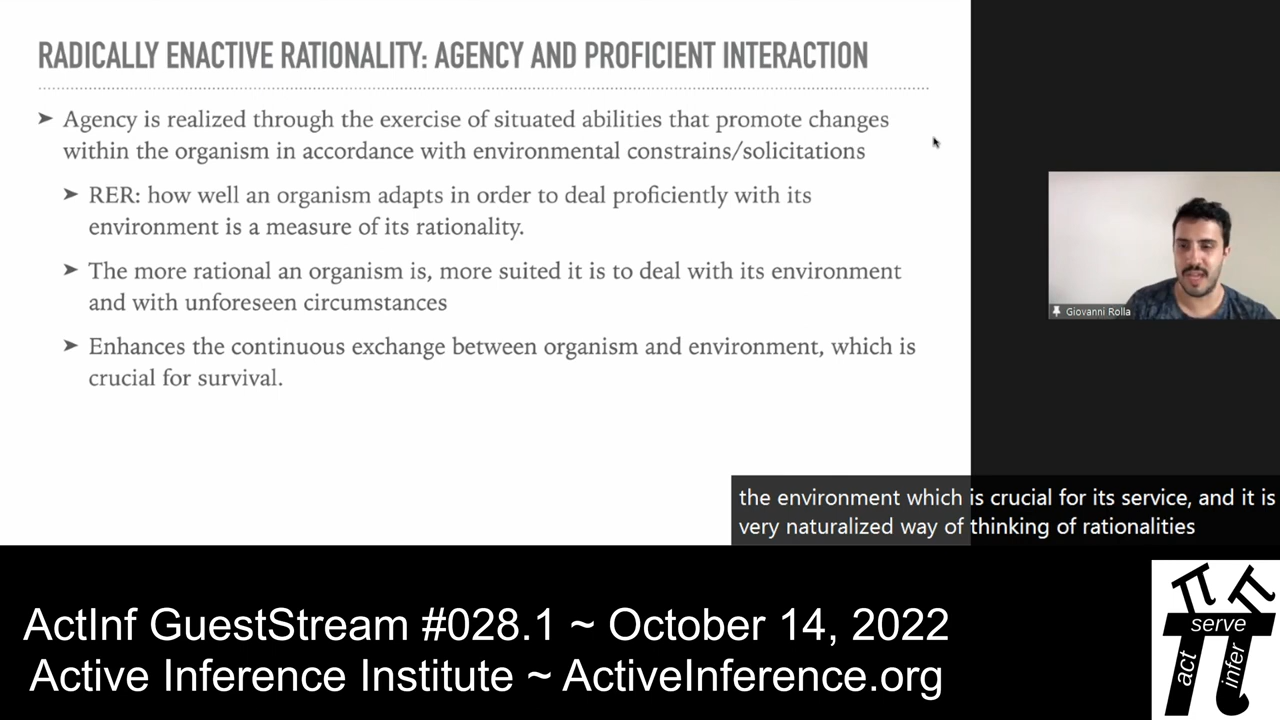 RADICALLY ENACTIVE RATIONALITY: AGENCY AND PROFICIENT INTERACTION
➤ Agency is realized through the exercise of situated abilities that promote changes
within the organism in accordance with environmental constrains/solicitations
➤ RER: how well an organism adapts in order to deal proficiently with its
environment is a measure of its rationality.
➤ The more rational an organism is, more suited it is to deal with its environment
and with unforeseen circumstances
➤ Enhances the continuous exchange between organism and environment, which is
crucial for survival.
Giovanni Rolla
the environment which is crucial for its service, and it is
very naturalized way of thinking of rationalities
ActInf GuestStream #028.1 ~ October 14, 2022
Active Inference Institute ~ ActiveInference.org
serve
act
infer